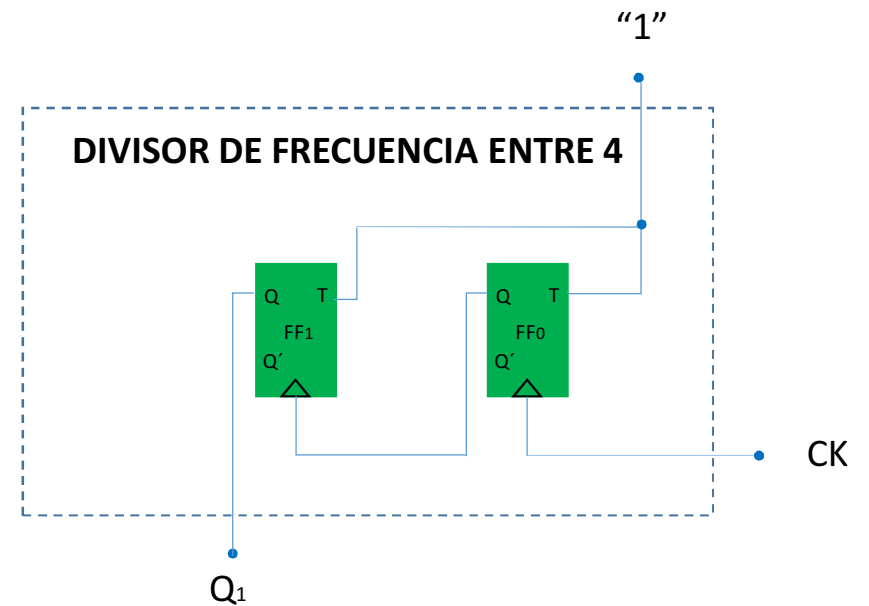 “1”
DIVISOR DE FRECUENCIA ENTRE 4
Q T
FF1
Q´
Q T
FF0
Q´
CK
Q1